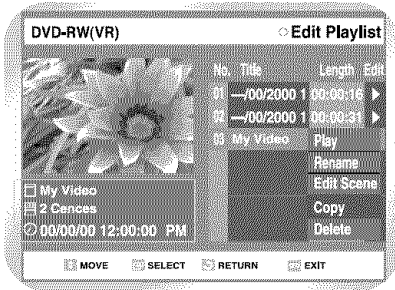 DVD-RW(VR) Edit Playlist
No. Title Length Edit
01 —/00/2000 1 00:00:16
02 —/00/2000 1 00:00:31
03 My Video Play
Rename
Edit Scene
Copy
Delete
My Video
2 Cences
00/00/00 12:00:00 PM
MOVE SELECT RETURN EXIT